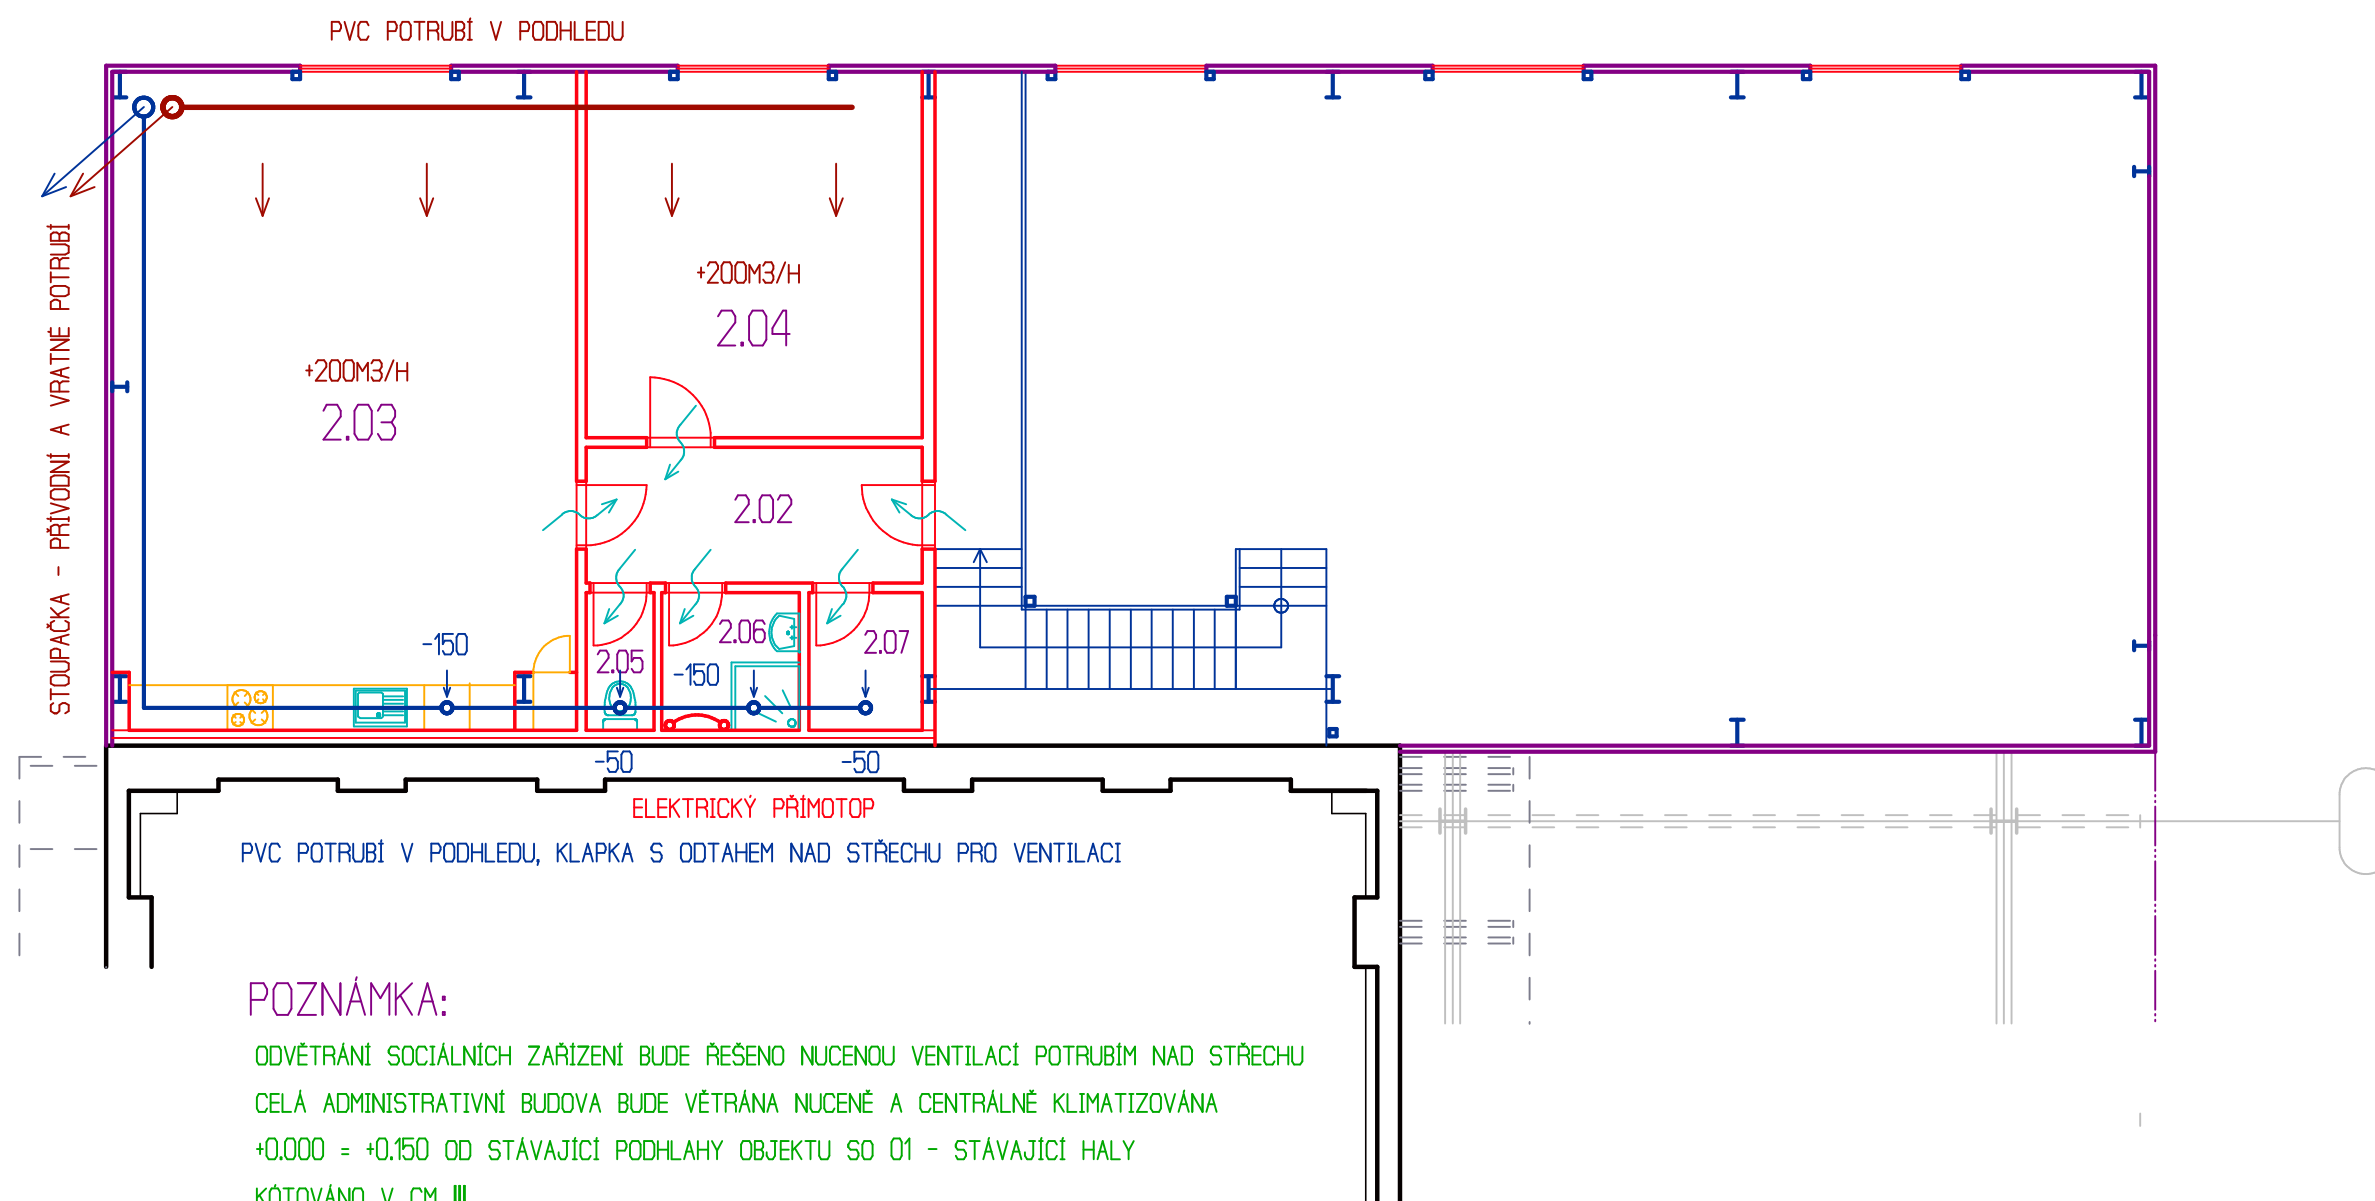 PVC POTRUBÍ V PODHLEDU
STOUPAČKA - PŘÍVODNÍ A VRATNÉ POTRUBÍ
+200M3/H
2.04
+200M3/H
2.03
2.02
-150
2.05
2.06
2.07
-150
-50
-50
ELEKTRICKÝ PŘÍMOTOP
PVC POTRUBÍ V PODHLEDU, KLAPKA S ODTAHEM NAD STŘECHU PRO VENTILACI
POZNÁMKA:
ODVĚTRÁNÍ SOCIÁLNÍCH ZAŘÍZENÍ BUDE ŘEŠENO NUCENOU VENTILACÍ POTRUBÍM NAD STŘECHU
CELÁ ADMINISTRATIVNÍ BUDOVA BUDE VĚTRÁNA NUCENĚ A CENTRÁLNĚ KLIMATIZOVÁNA
+0.000 = +0.150 OD STÁVAJÍCÍ PODHLAHY OBJEKTU SO 01 - STÁVAJÍCÍ HALY
KÓTOVÁNO V CM !!!